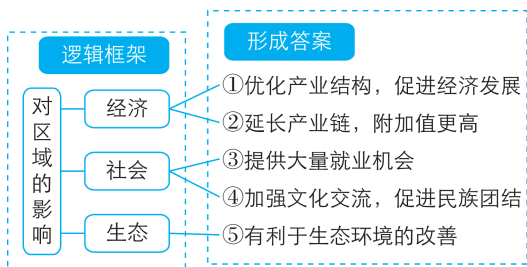 逻辑框架
形成答案
对区域的影响
经济
社会
生态
①优化产业结构，促进经济发展
②延长产业链，附加值更高
③提供大量就业机会
④加强文化交流，促进民族团结
⑤有利于生态环境的改善